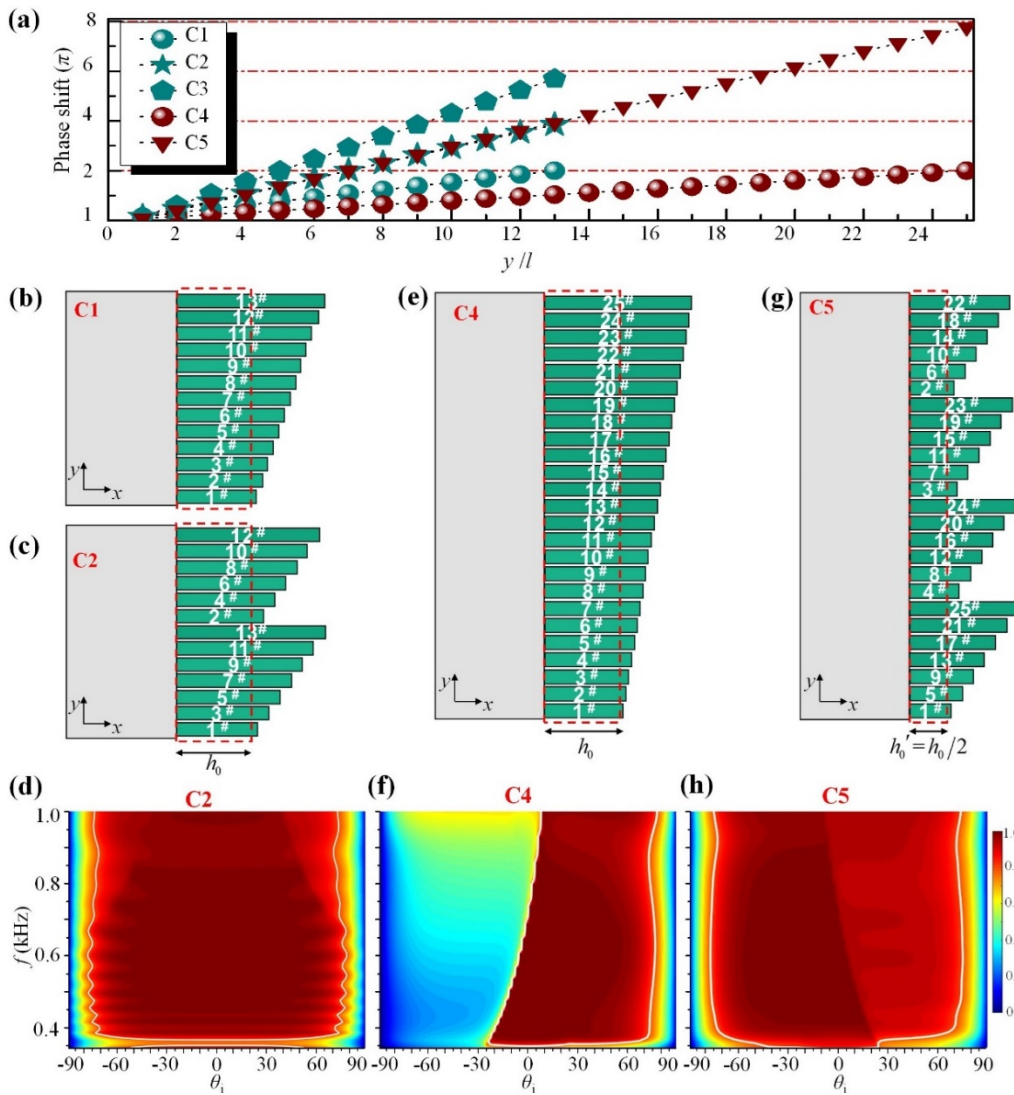 (a)
C1
C2
C3
C4
C5
Phase shift (π)
8
6
4
2
1
0 2 4 6 8 10 12 14 16 18 20 22 24
y /l
(b)
C1
13#
12#
11#
10#
9#
8#
7#
6#
5#
4#
3#
2#
1#
y
x
(c)
C2
12#
10#
8#
6#
4#
2#
13#
11#
9#
7#
5#
3#
1#
y
x
h₀
(e)
C4
25#
24#
23#
22#
21#
20#
19#
18#
17#
16#
15#
14#
13#
12#
11#
10#
9#
8#
7#
6#
5#
4#
3#
2#
1#
y
x
h₀
(g)
C5
22#
18#
14#
10#
6#
2#
23#
19#
15#
11#
7#
3#
24#
20#
16#
12#
8#
4#
25#
21#
17#
13#
9#
5#
1#
y
x
h₀′ = h₀/2
(d) C2
f (kHz)
1.0
0.8
0.6
0.4
-90 -60 -30 0 30 60 90
θi
(f) C4
-90 -60 -30 0 30 60 90
θi
(h) C5
-90 -60 -30 0 30 60 90
θi
1.0